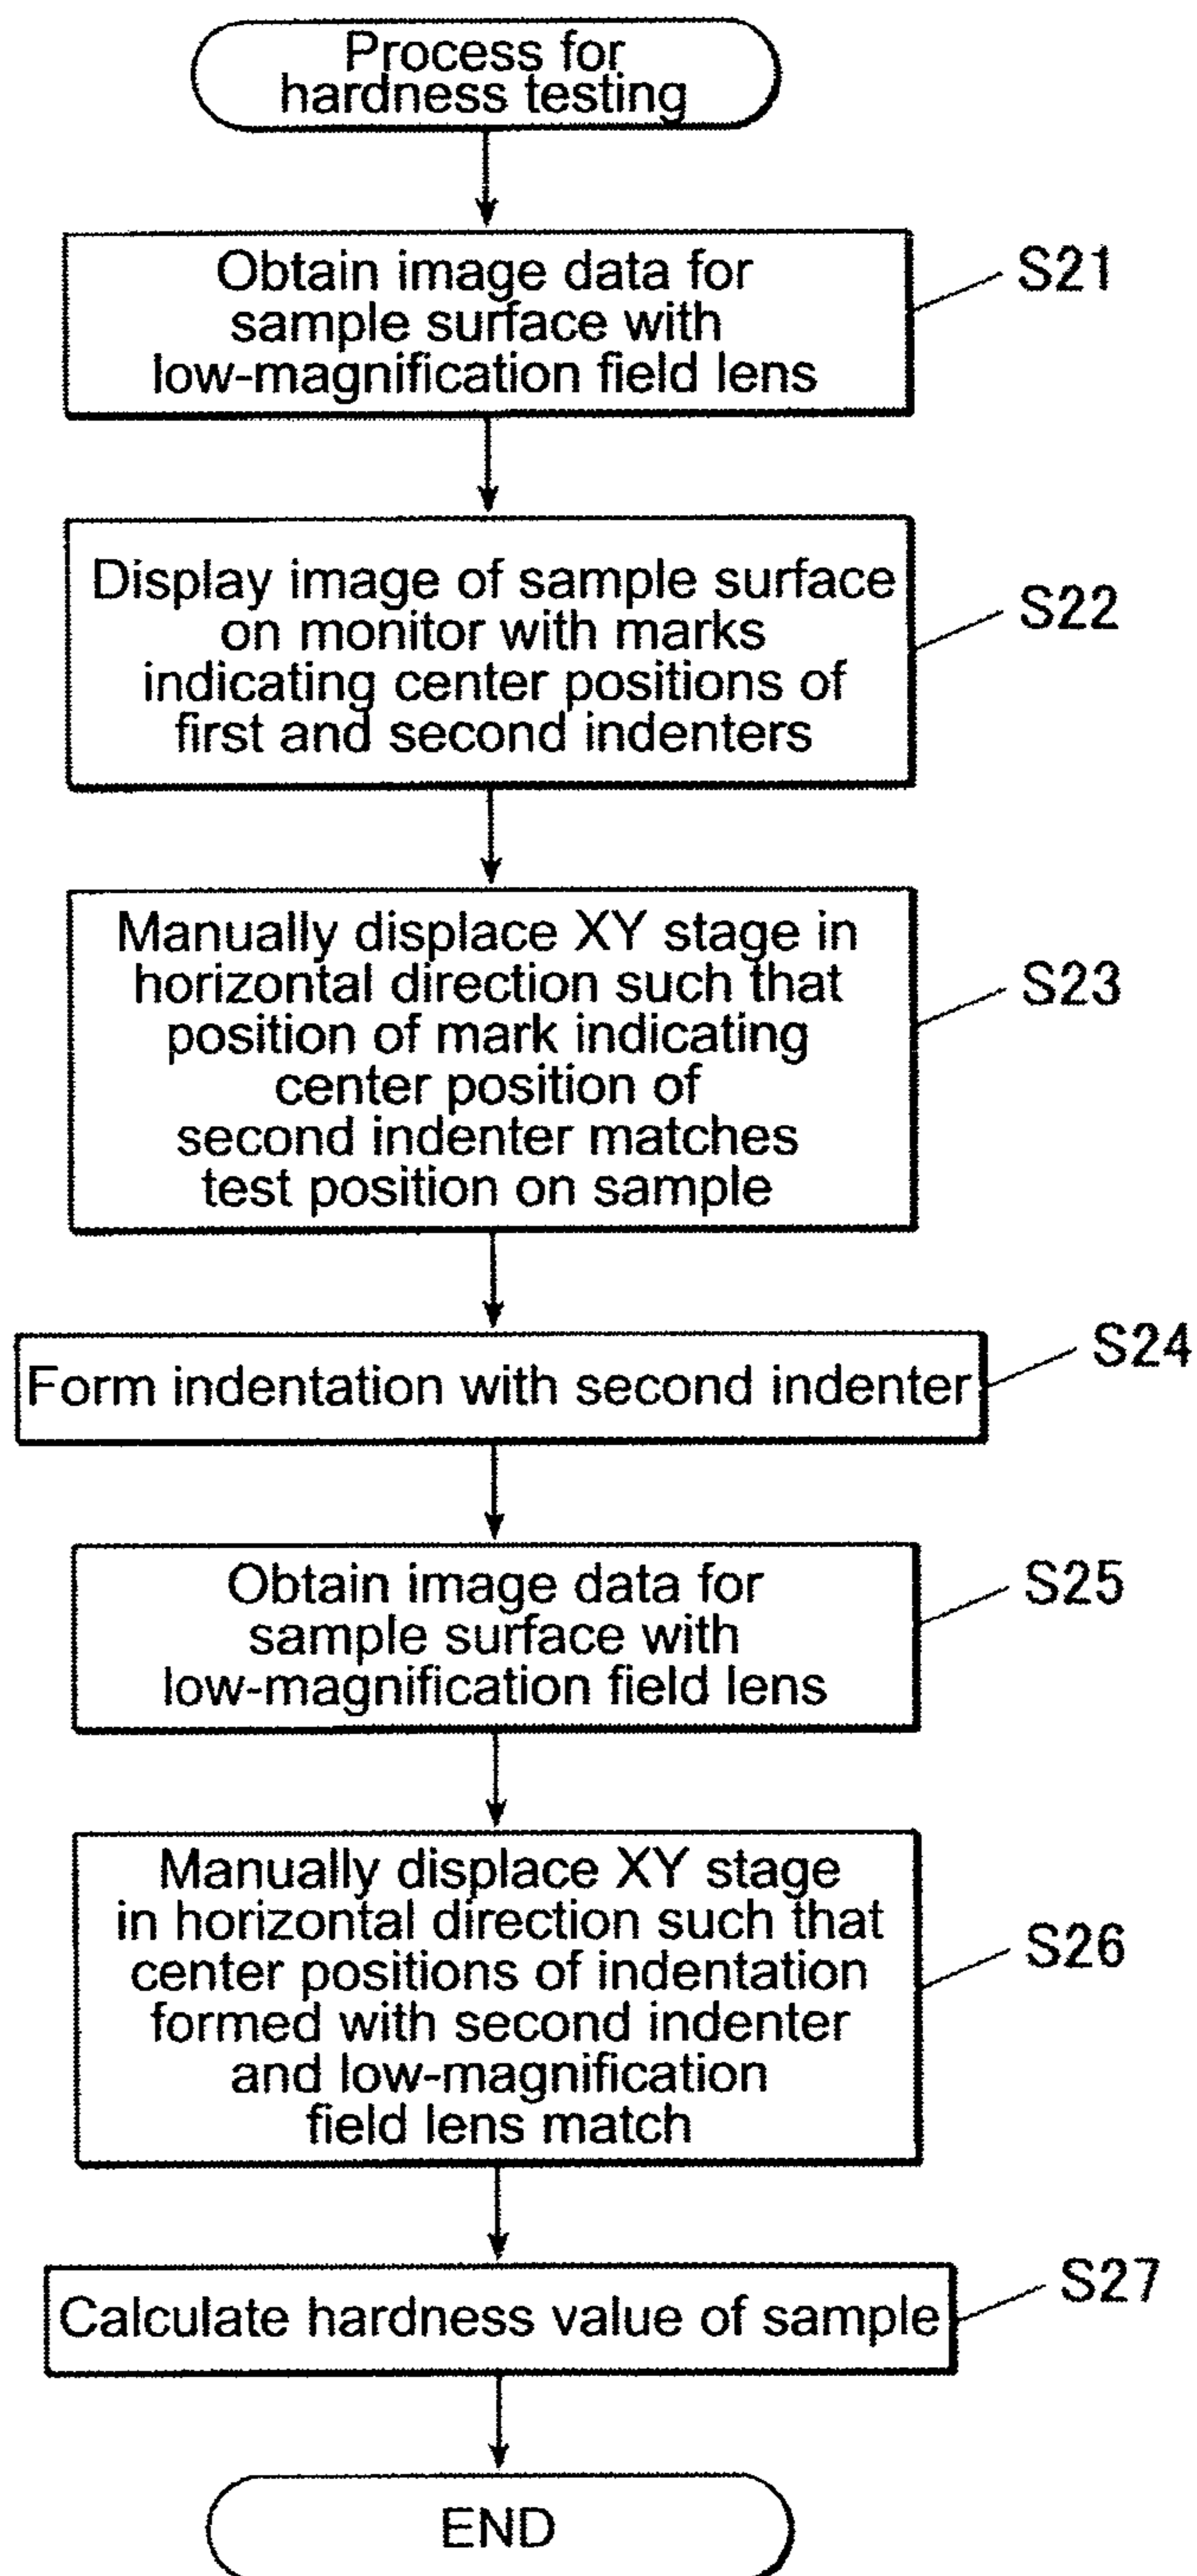 Process for
hardness testing
Obtain image data for
sample surface with
low-magnification field lens
S21
Display image of sample surface
on monitor with marks
indicating center positions of
first and second indenters
S22
Manually displace XY stage in
horizontal direction such that
position of mark indicating
center position of
second indenter matches
test position on sample
S23
Form indentation with second indenter
S24
Obtain image data for
sample surface with
low-magnification field lens
S25
Manually displace XY stage
in horizontal direction such that
center positions of indentation
formed with second indenter
and low-magnification
field lens match
S26
Calculate hardness value of sample
S27
END